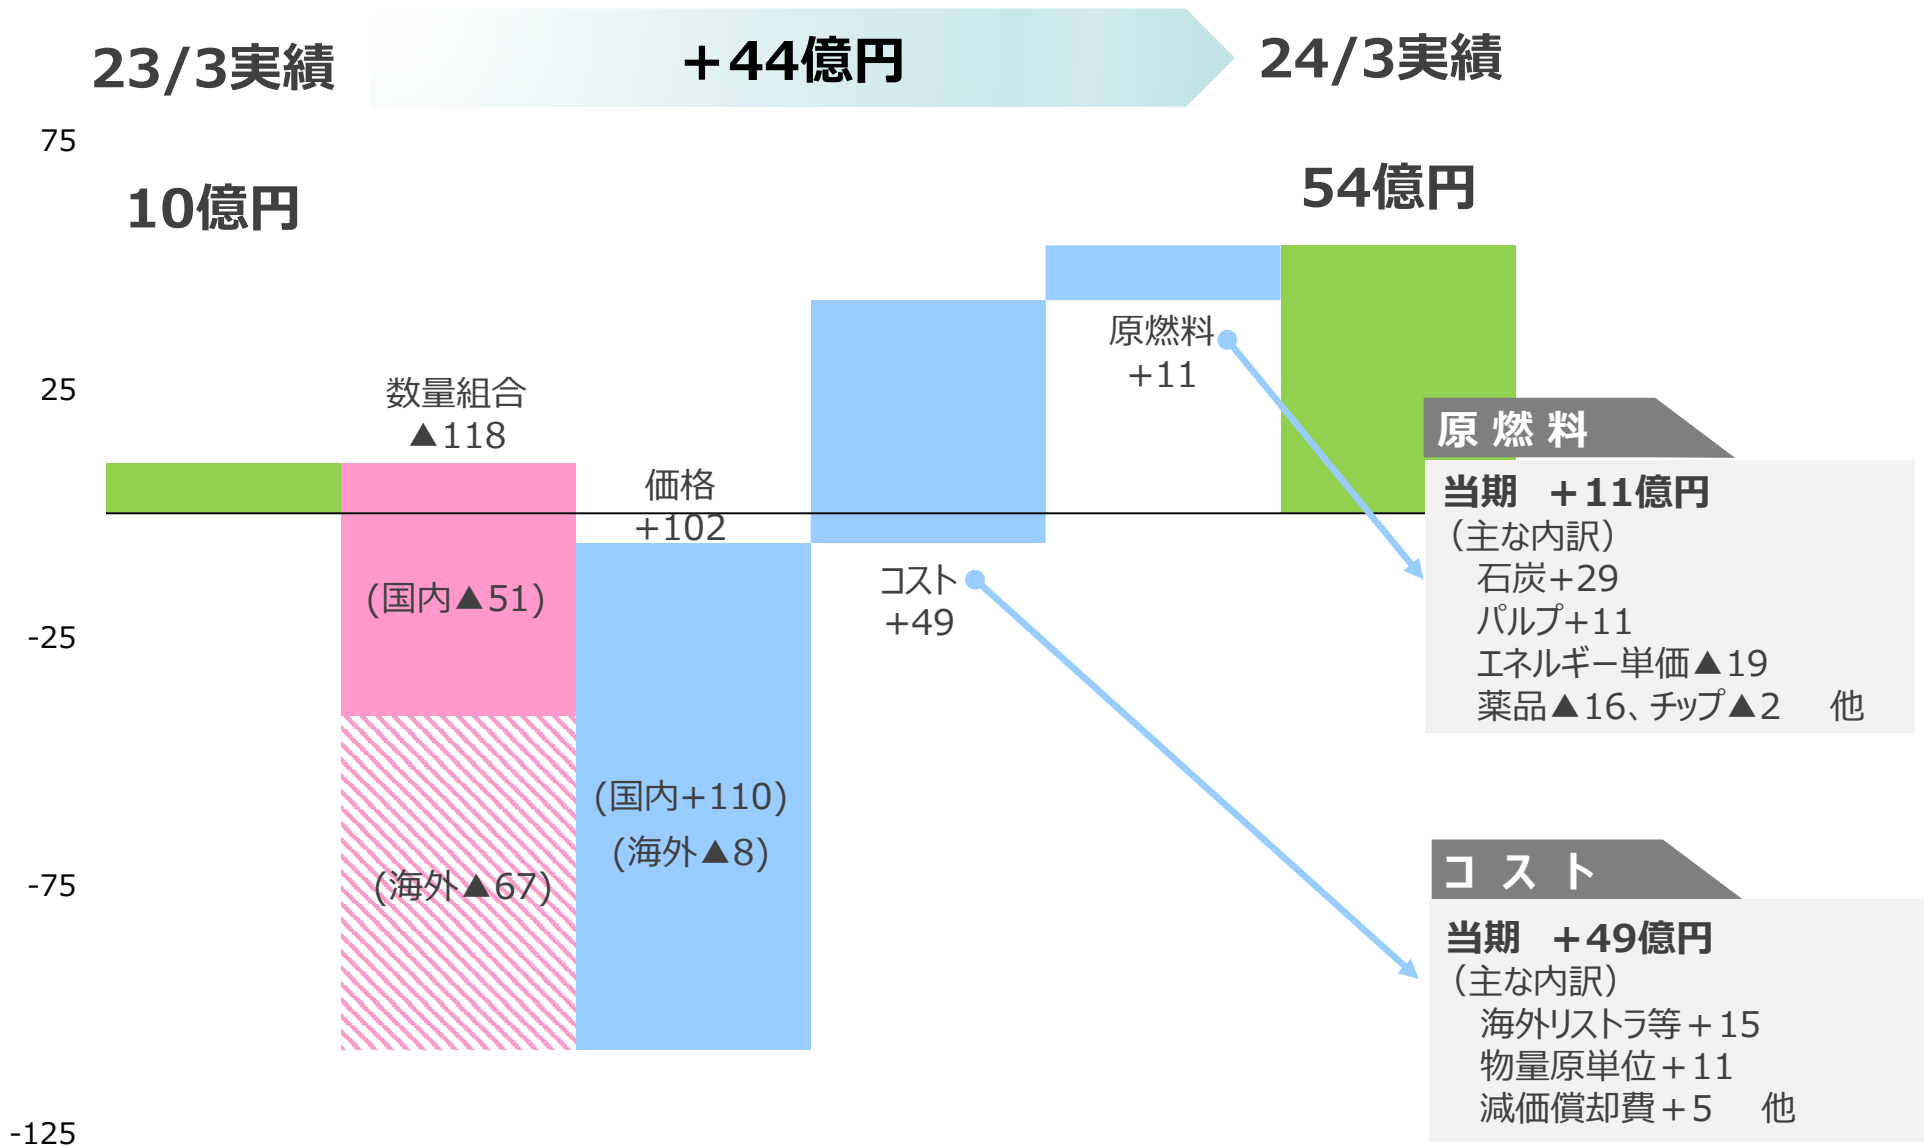 23/3実績
+44億円
24/3実績
75
25
-25
-75
-125
10億円
54億円
数量組合
▲118
(国内▲51)
(海外▲67)
価格
+102
(国内+110)
(海外▲8)
コスト
+49
原燃料
+11
原燃料
当期 +11億円
（主な内訳）
石炭+29
パルプ+11
エネルギー単価▲19
薬品▲16、チップ▲2 他
コスト
当期 +49億円
（主な内訳）
海外リストラ等+15
物量原単位+11
減価償却費+5 他